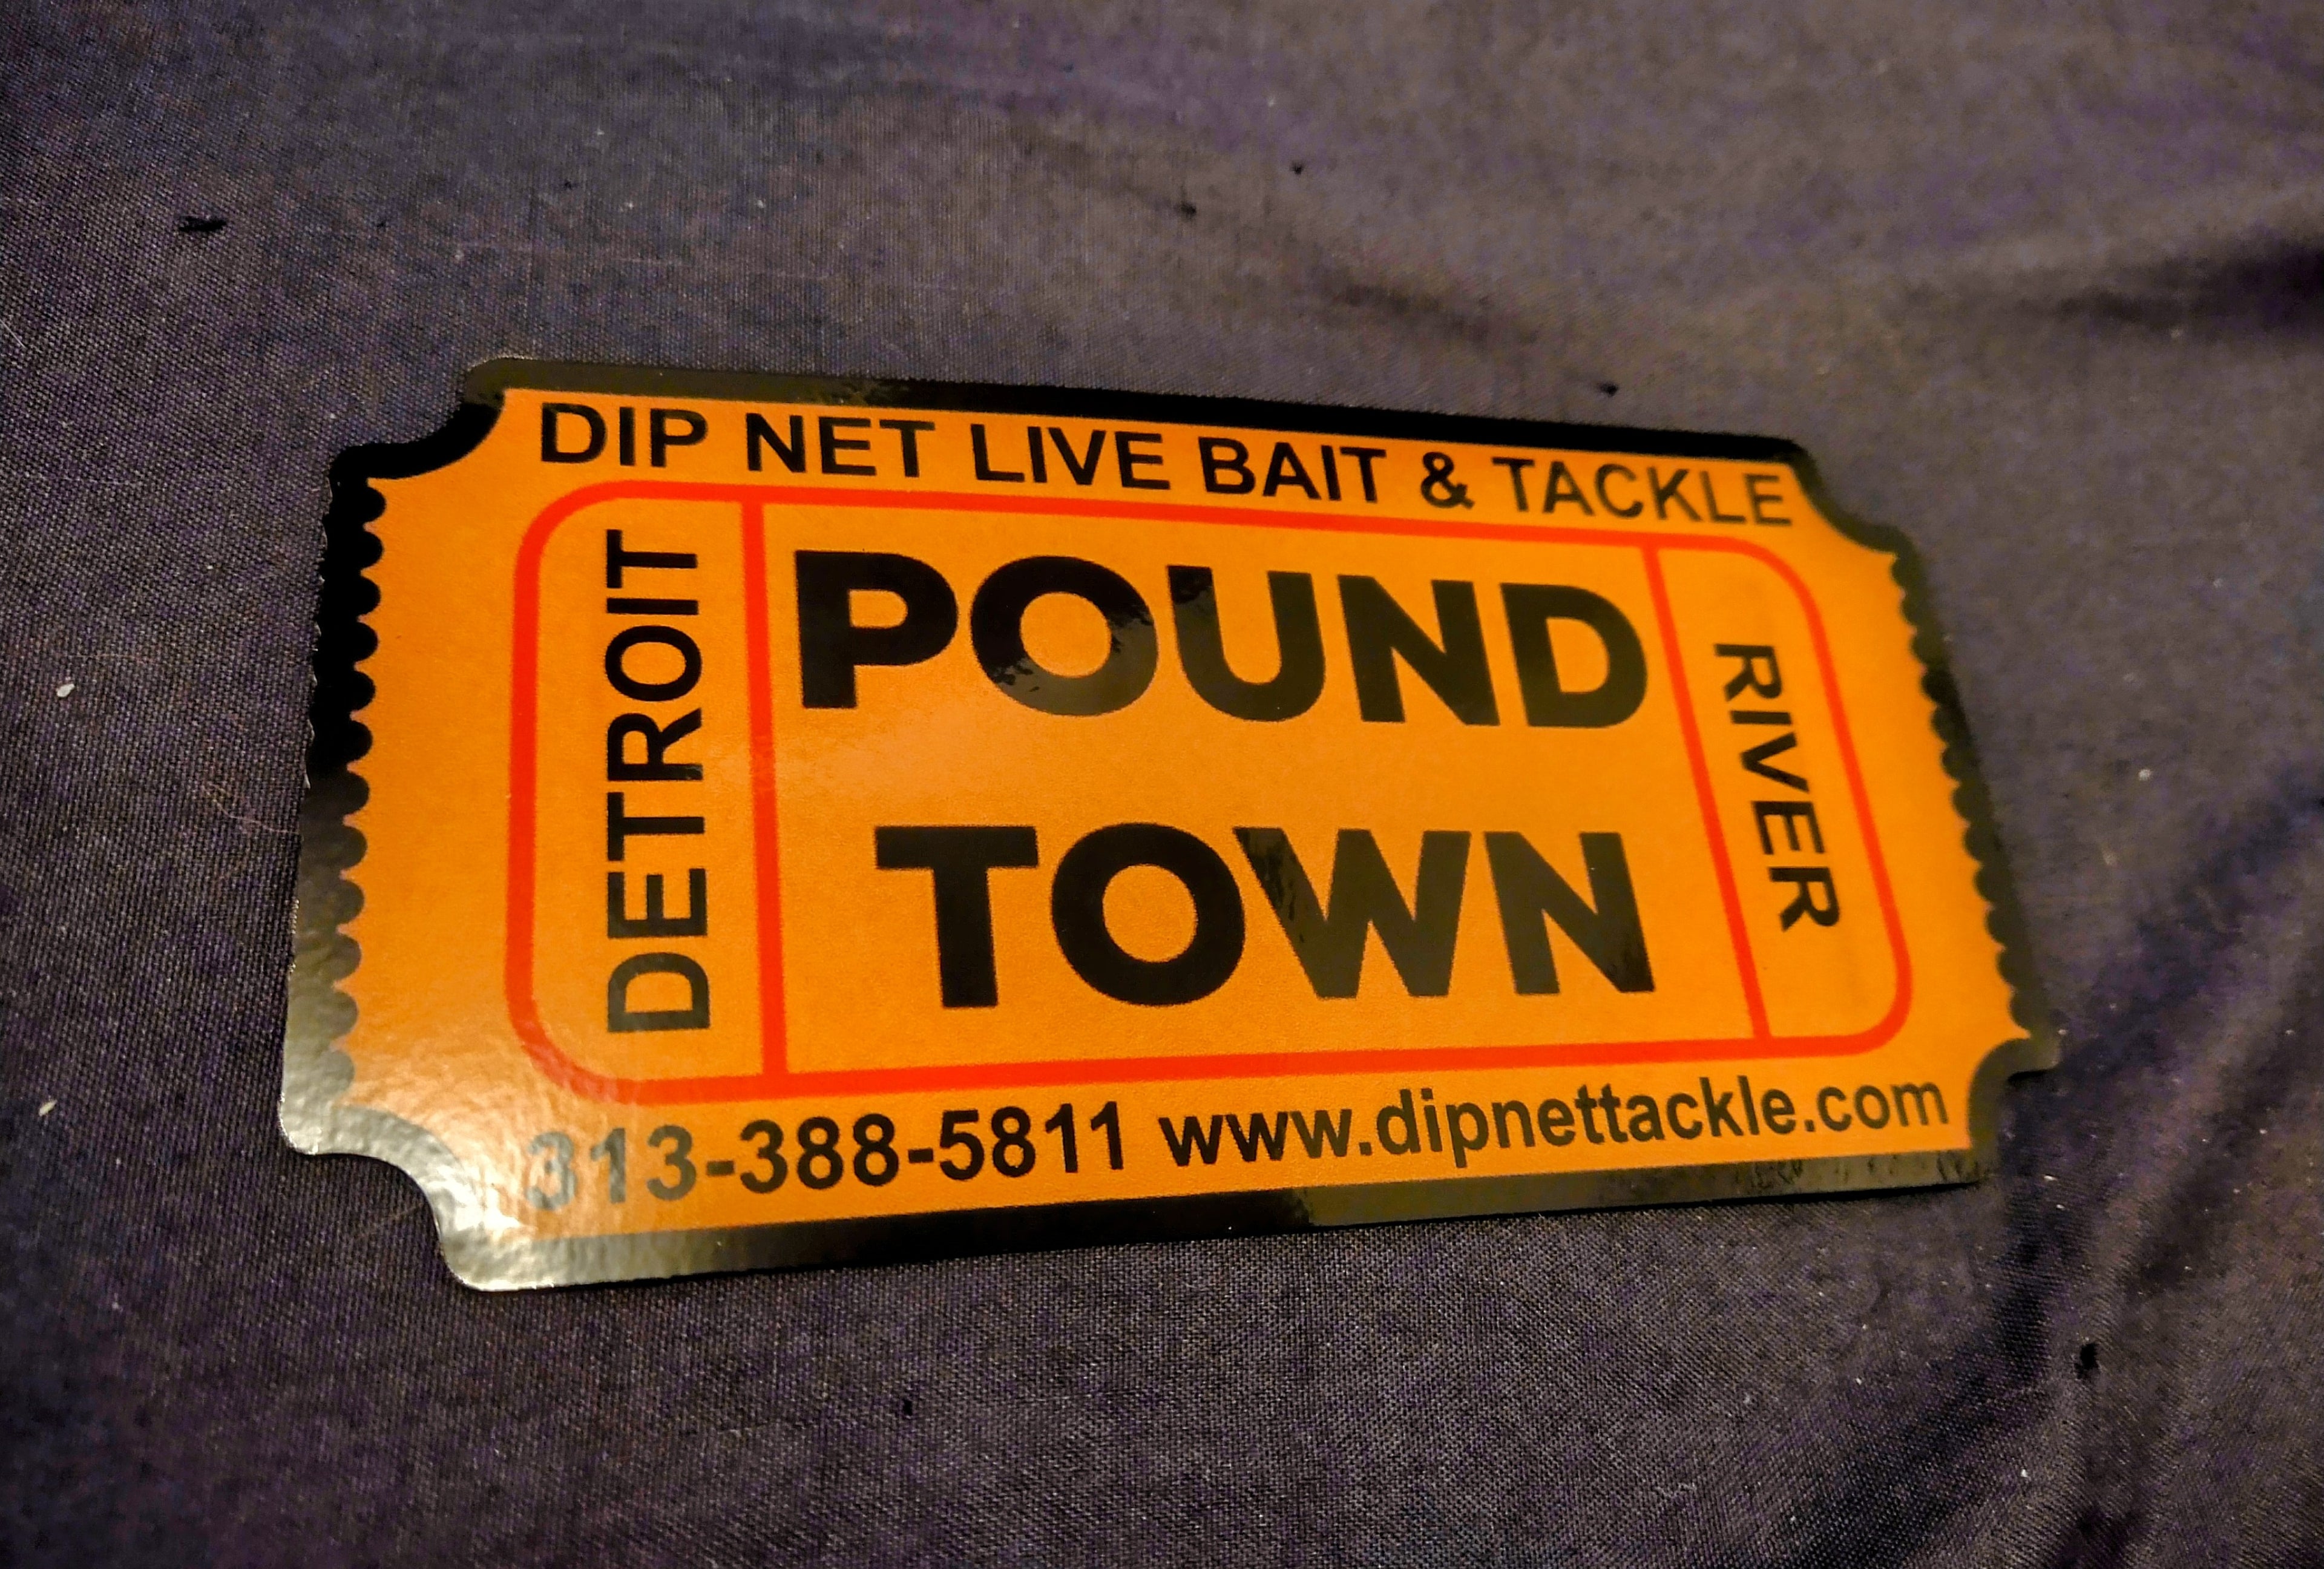 DIP NET LIVE BAIT & TACKLE
DETROIT
POUND
TOWN
RIVER
313-388-5811 www.dipnettackle.com